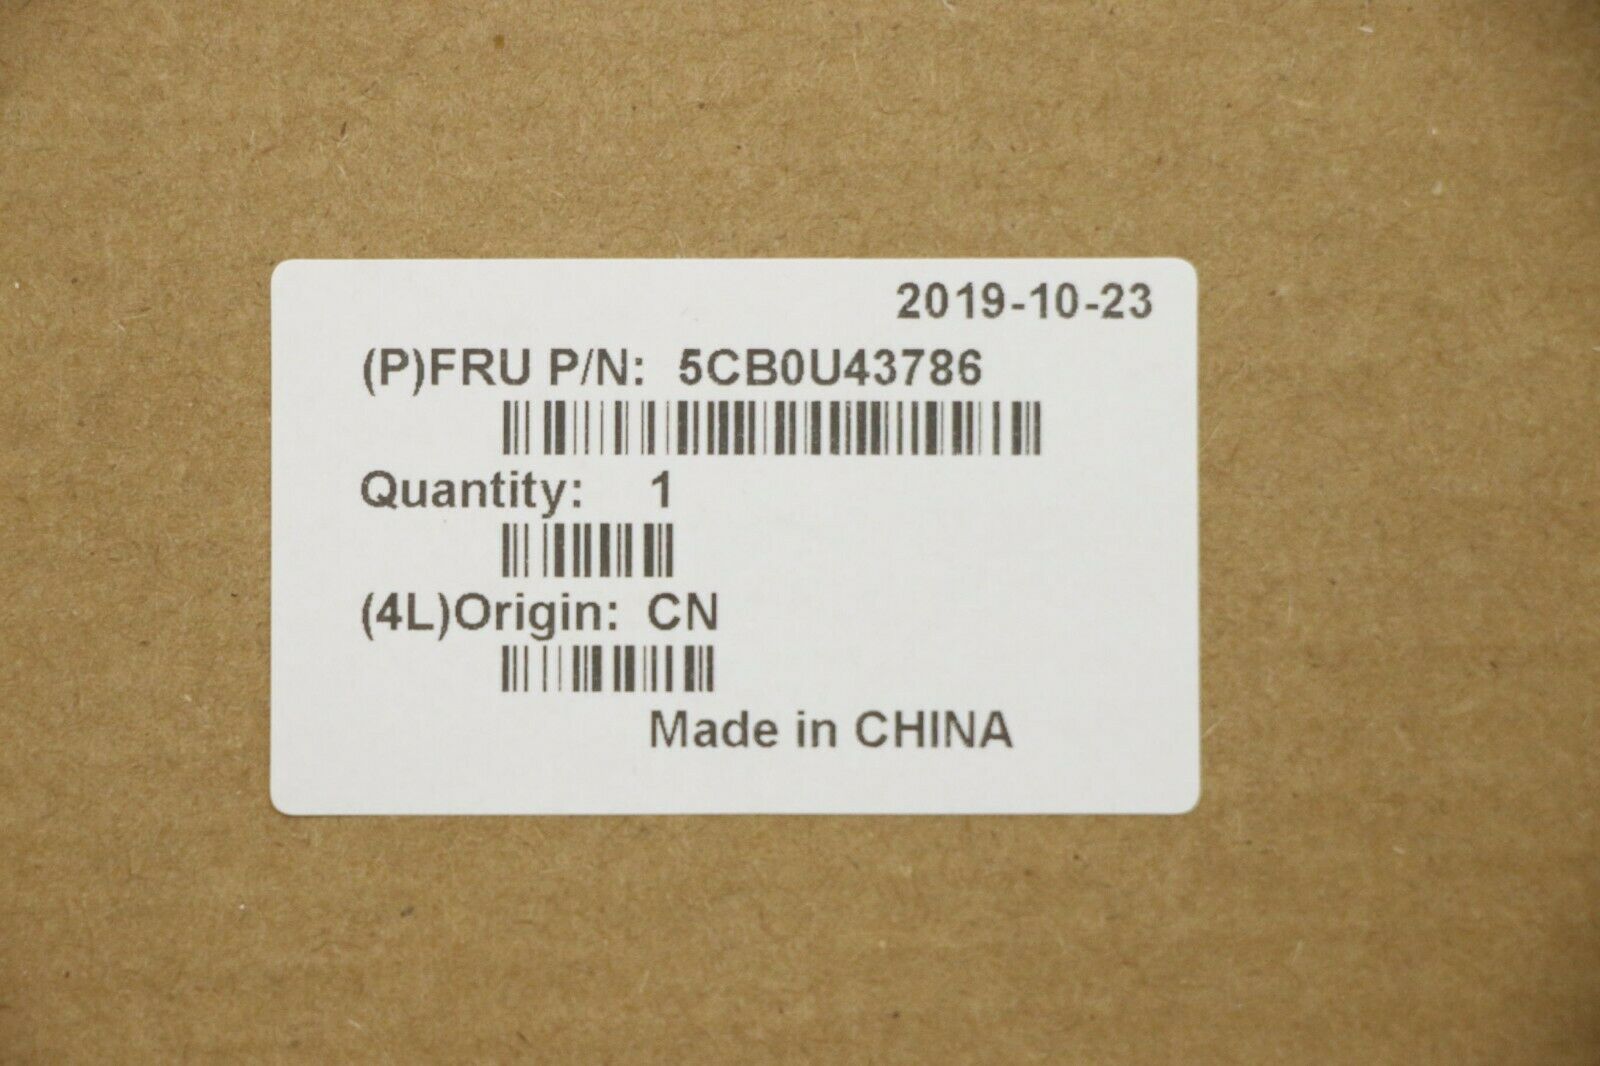 2019-10-23
(P)FRU P/N: 5CB0U43786
Quantity: 1
(4L)Origin: CN
Made in CHINA